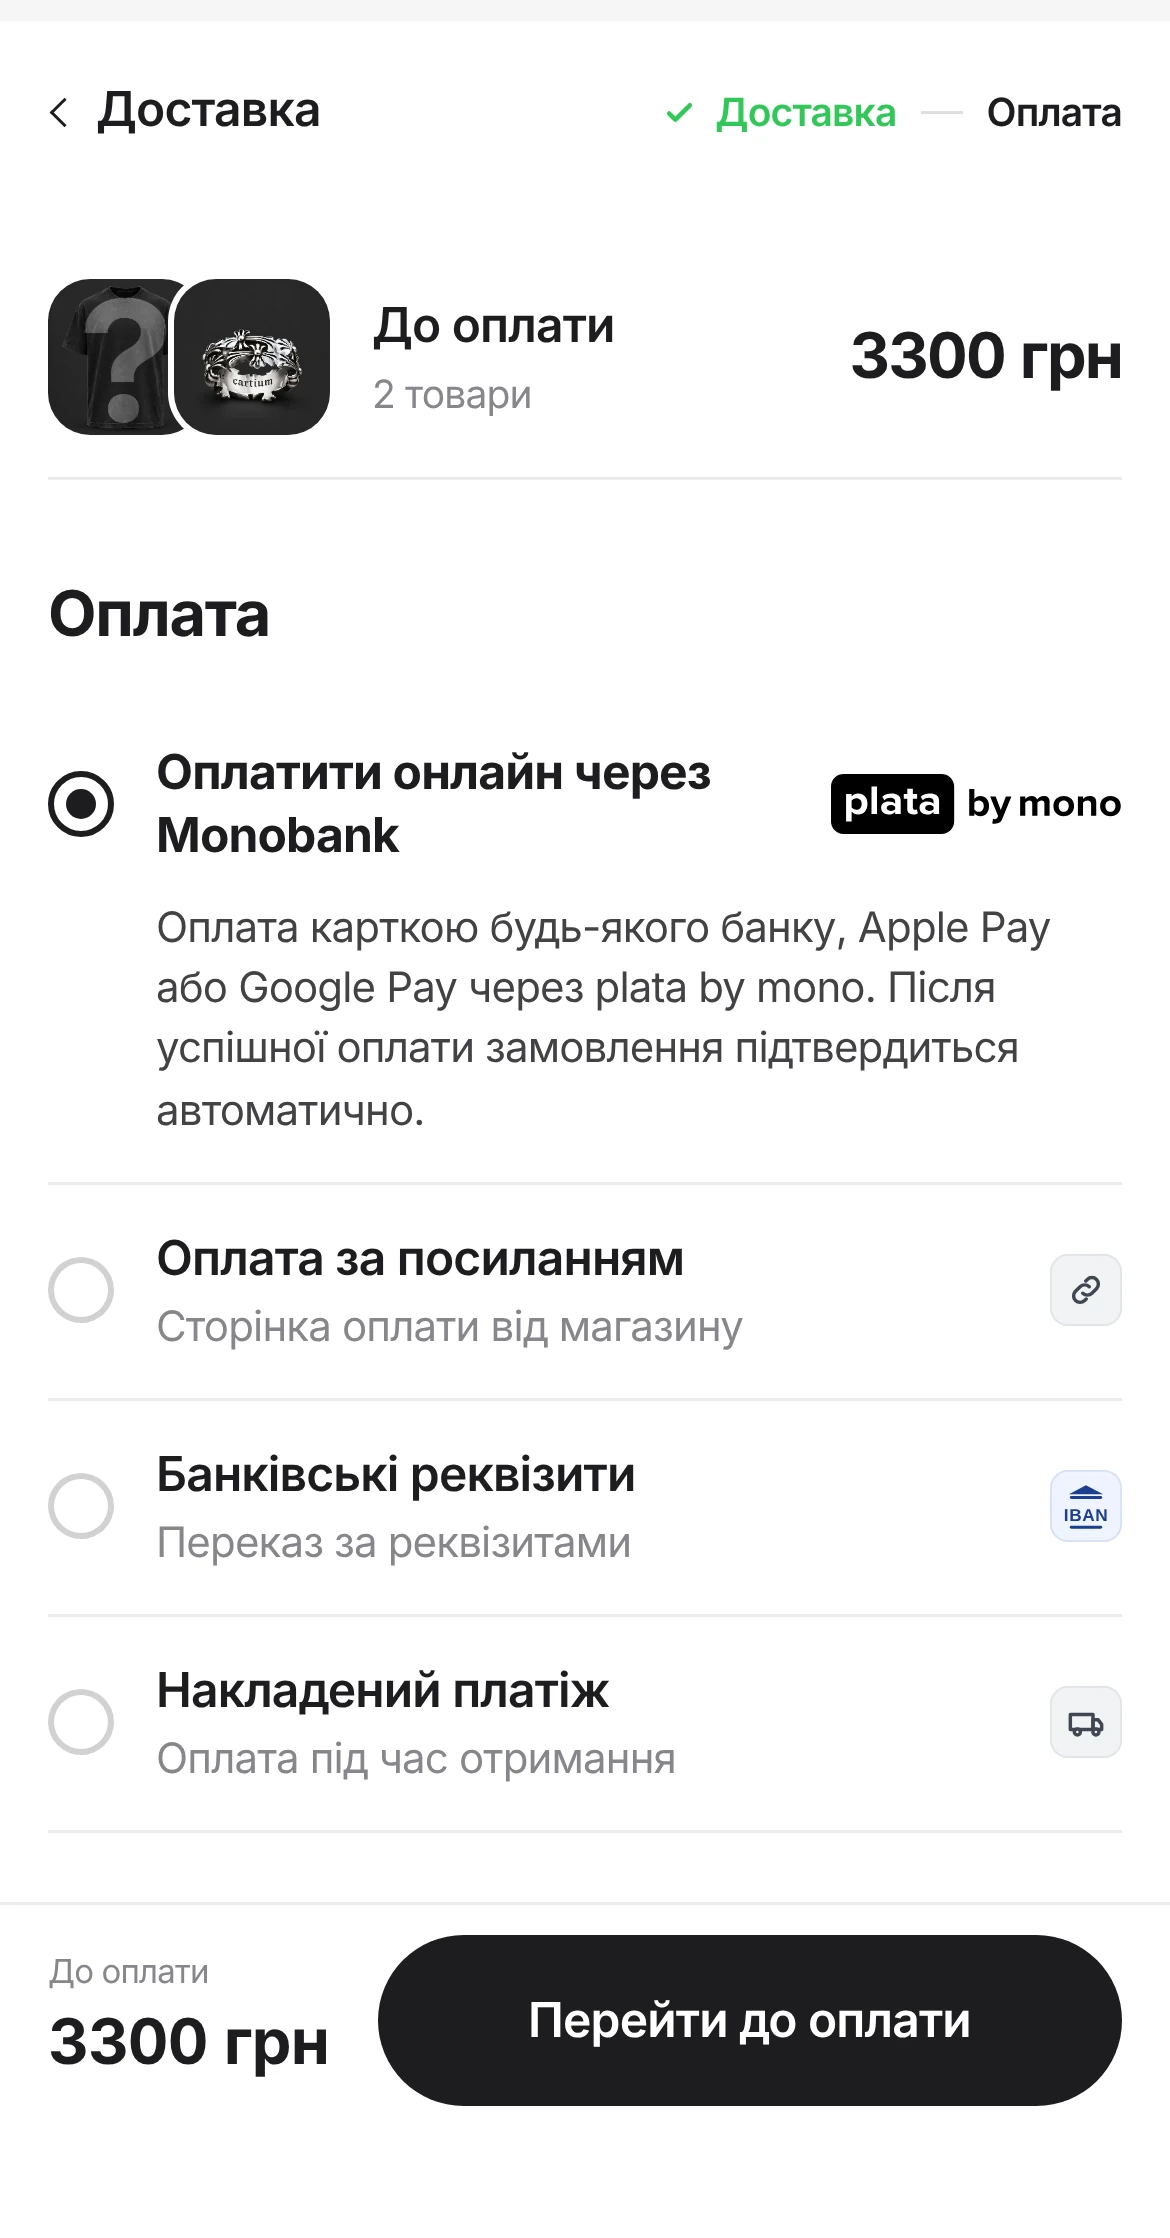 Доставка
Доставка
Оплата
?
cartium
До оплати
2 товари
3300 грн
Оплата
Оплатити онлайн через
Monobank
plata by mono
Оплата карткою будь-якого банку, Apple Pay
або Google Pay через plata by mono. Після
успішної оплати замовлення підтвердиться
автоматично.
Оплата за посиланням
Сторінка оплати від магазину
Банківські реквізити
Переказ за реквізитами
IBAN
Накладений платіж
Оплата під час отримання
До оплати
3300 грн
Перейти до оплати